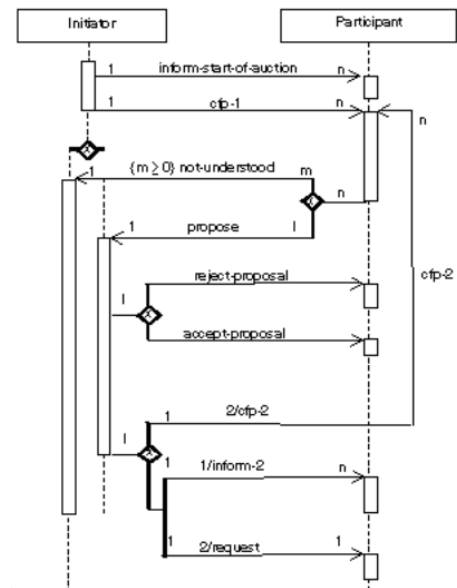 Initiator
Participant
1 inform-start-of-auction n
1 cfp-1 n
n
x
1 {m ≥ 0} not-understood m
n
x
1 propose l
cfp-2
reject-proposal
l
x
accept-proposal
1 2/cfp-2
l
x
1 1/inform-2 n
1 2/request 1